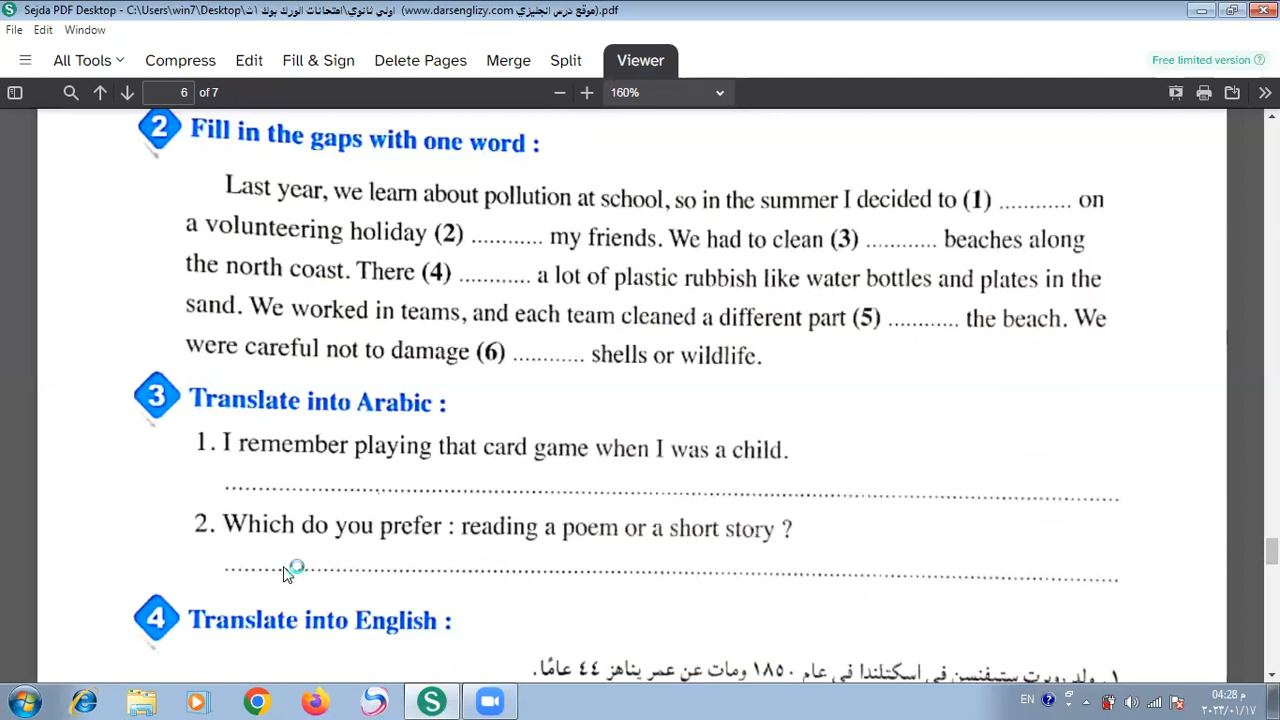 Sejda PDF Desktop - C:\Users\win7\Desktop\اولي ثانوي\امتحانات الورك بوك ١ث (www.darsenglizy.com موقع درس انجليزي).pdf
File Edit Window
All Tools Compress Edit Fill & Sign Delete Pages Merge Split Viewer Free limited version
6 of 7 160%
2 Fill in the gaps with one word :
Last year, we learn about pollution at school, so in the summer I decided to (1) ............ on
a volunteering holiday (2) ............ my friends. We had to clean (3) ............ beaches along
the north coast. There (4) ............ a lot of plastic rubbish like water bottles and plates in the
sand. We worked in teams, and each team cleaned a different part (5) ............ the beach. We
were careful not to damage (6) ............ shells or wildlife.
3 Translate into Arabic :
1. I remember playing that card game when I was a child.
2. Which do you prefer : reading a poem or a short story ?
4 Translate into English :
١. ولد روبرت ستيفنسن في اسكتلندا في عام ١٨٥٠ ومات عن عمر يناهز ٤٤ عامًا.
EN
04:28 م
٢٠٢٣/٠١/١٧